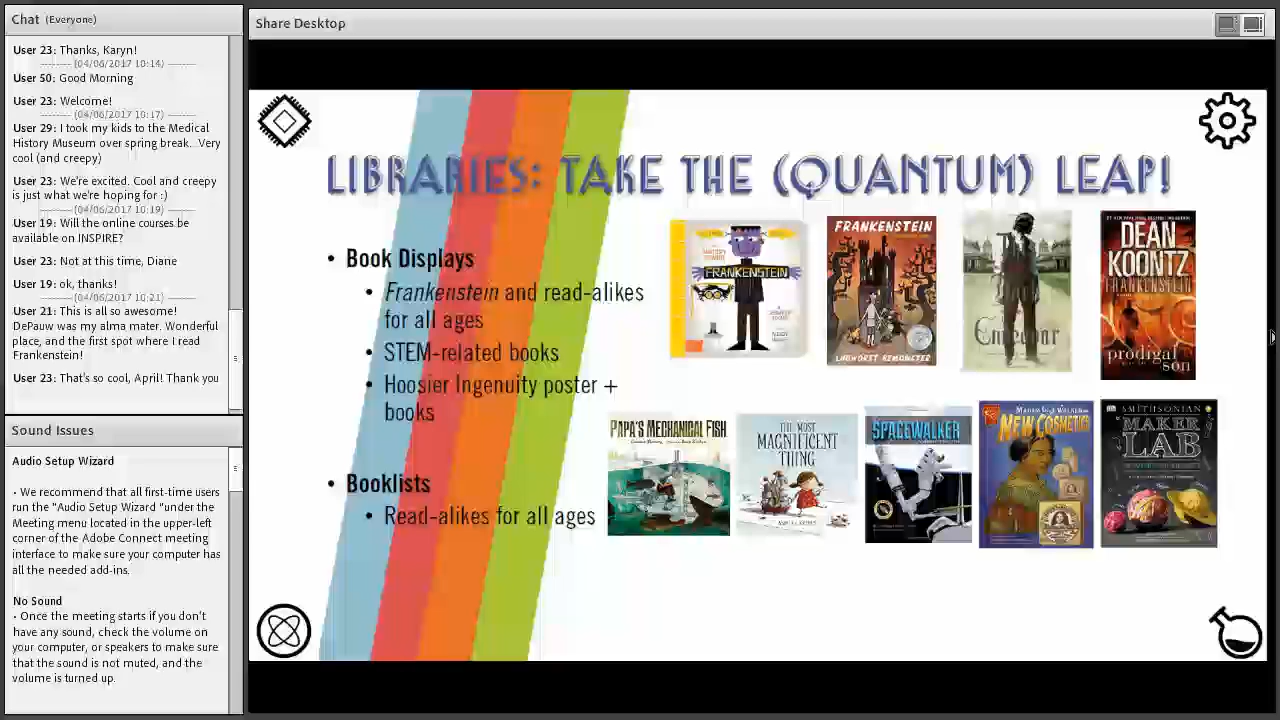 Chat (Everyone)
User 23: Thanks, Karyn!
-------- (04/06/2017 10:14) --------
User 50: Good Morning
User 23: Welcome!
-------- (04/06/2017 10:17) --------
User 29: I took my kids to the Medical
History Museum over spring break...Very
cool (and creepy)
User 23: We're excited. Cool and creepy
is just what we're hoping for :)
-------- (04/06/2017 10:19) --------
User 19: Will the online courses be
available on INSPIRE?
User 23: Not at this time, Diane
User 19: ok, thanks!
-------- (04/06/2017 10:21) --------
User 21: This is all so awesome!
DePauw was my alma mater. Wonderful
place, and the first spot where I read
Frankenstein!
User 23: That's so cool, April! Thank you
Sound Issues
Audio Setup Wizard
• We recommend that all first-time users
run the "Audio Setup Wizard "under the
Meeting menu located in the upper-left
corner of the Adobe Connect meeting
interface to make sure your computer has
all the needed add-ins.
No Sound
• Once the meeting starts if you don't
have any sound, check the volume on
your computer, or speakers to make sure
that the sound is not muted, and the
volume is turned up.
Share Desktop
LIBRARIES: TAKE THE (QUANTUM) LEAP!
• Book Displays
• Frankenstein and read-alikes
for all ages
• STEM-related books
• Hoosier Ingenuity poster +
books
• Booklists
• Read-alikes for all ages
FRANKENSTEIN
FRANKENSTEIN
LUDWORST BEMONSTER
DEAN
KOONTZ
FRANKENSTEIN
prodigal
son
PAPA'S MECHANICAL FISH
THE MOST
MAGNIFICENT
THING
SPACEWALKER
NEW COSMETICS
SMITHSONIAN
MAKER
LAB